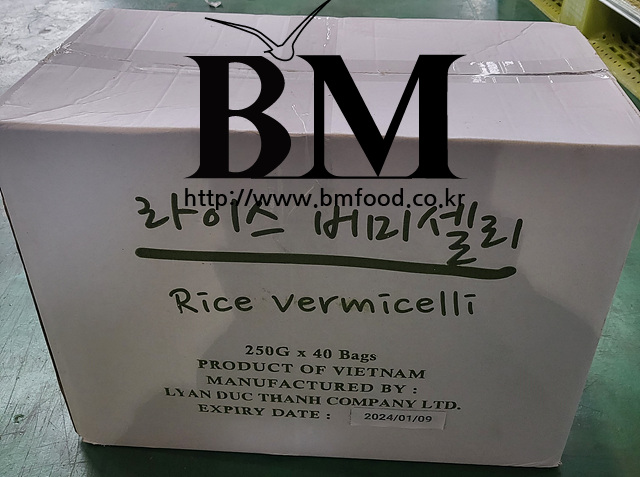 BM
http://www.bmfood.co.kr
라이스 버미셀리
Rice vermicelli
250G x 40 Bags
PRODUCT OF VIETNAM
MANUFACTURED BY :
LYAN DUC THANH COMPANY LTD.
EXPIRY DATE : 2024/01/09